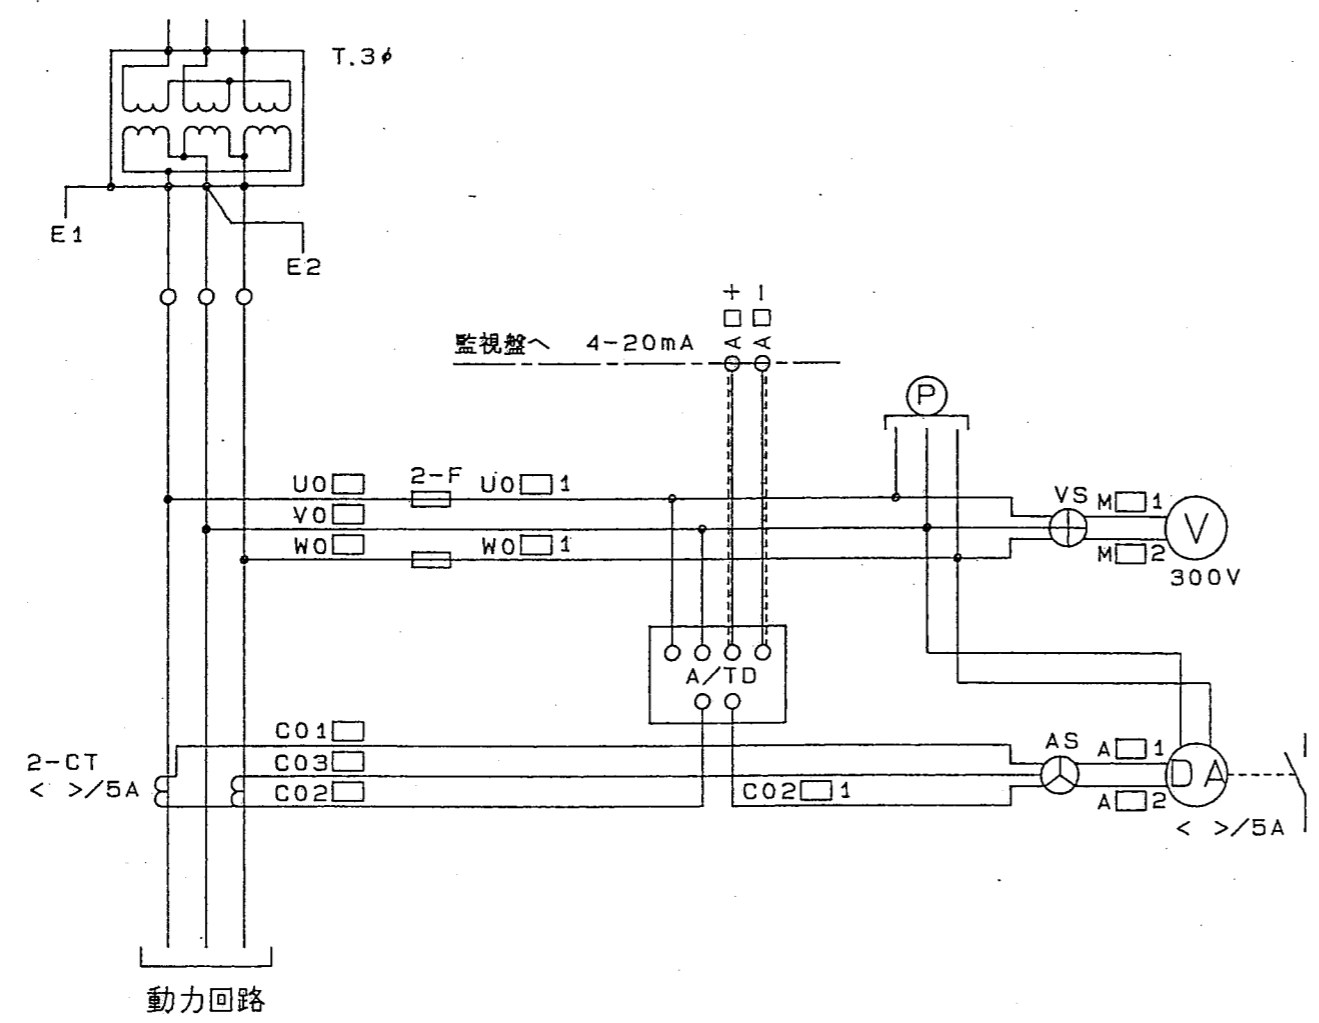 T.3φ
E1
E2
+ −
□ □
A A
監視盤へ 4-20mA
P
U0□ 2-F U0□1
V0□
W0□ W0□1
VS M□1
V
M□2
300V
A/TD
C01□
C03□
C02□
2-CT
< >/5A
C02□1
AS A□1
DA
A□2
< >/5A
動力回路